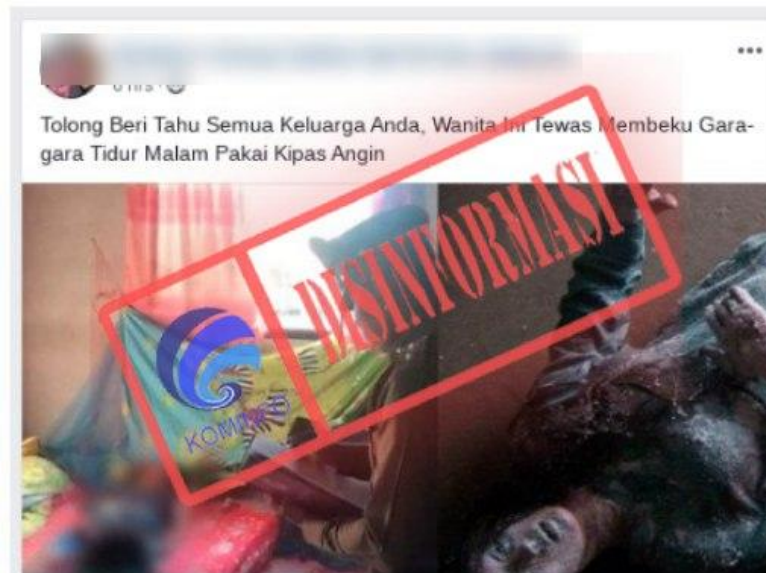 Tolong Beri Tahu Semua Keluarga Anda, Wanita Ini Tewas Membeku Gara-
gara Tidur Malam Pakai Kipas Angin
DISINFORMASI
KOMINFO